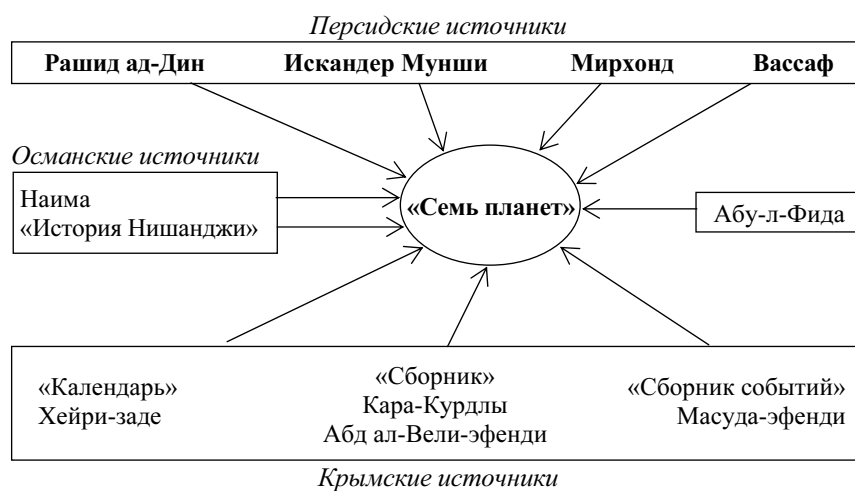 Персидские источники
Рашид ад-Дин Искандер Мунши Мирхонд Вассаф
Османские источники
Наима
«История Нишанджи»
«Семь планет»
Абу-л-Фида
«Календарь»
Хейри-заде
«Сборник»
Кара-Курдлы
Абд ал-Вели-эфенди
«Сборник событий»
Масуда-эфенди
Крымские источники